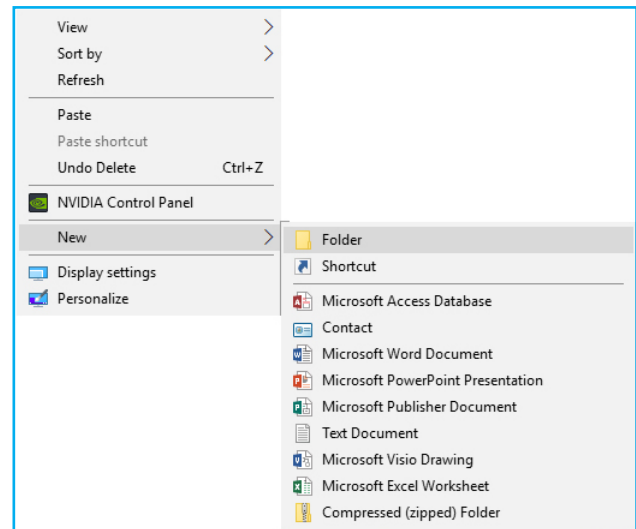 View
Sort by
Refresh
Paste
Paste shortcut
Undo Delete Ctrl+Z
NVIDIA Control Panel
New
Display settings
Personalize
Folder
Shortcut
Microsoft Access Database
Contact
Microsoft Word Document
Microsoft PowerPoint Presentation
Microsoft Publisher Document
Text Document
Microsoft Visio Drawing
Microsoft Excel Worksheet
Compressed (zipped) Folder